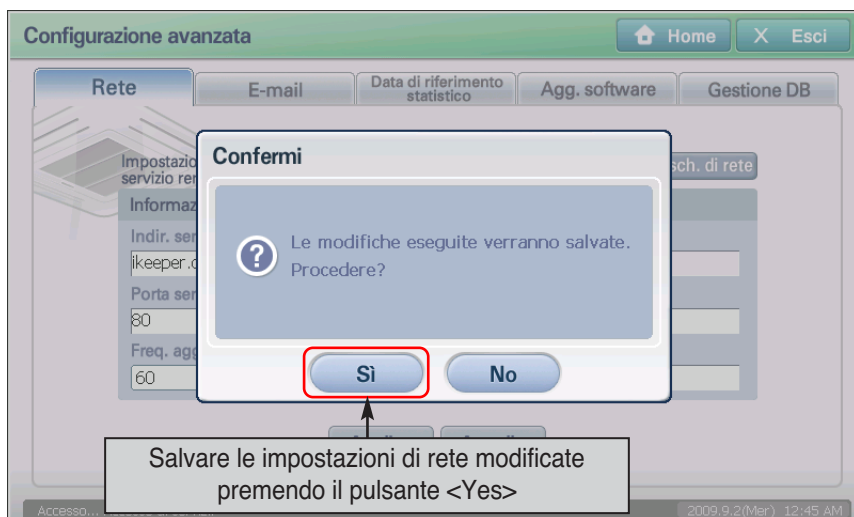 Configurazione avanzata
Home
X Esci
Rete
E-mail
Data di riferimento
statistico
Agg. software
Gestione DB
Impostazio
servizio rem
sch. di rete
Confermi
Informaz
Indir. ser
ikeeper.c
Porta ser
80
Freq. agg
60
Le modifiche eseguite verranno salvate.
Procedere?
Sì
No
Salvare le impostazioni di rete modificate
premendo il pulsante <Yes>
Accesso...
2009.9.2(Mer) 12:45 AM